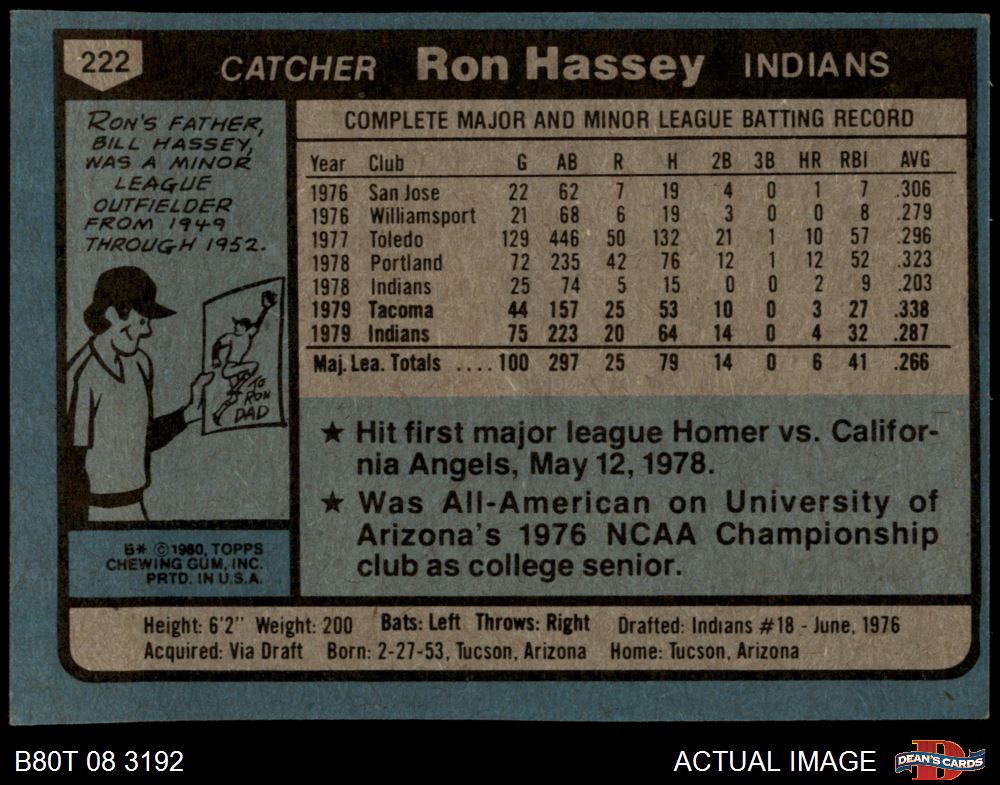 222 CATCHER Ron Hassey INDIANS
RON'S FATHER,
BILL HASSEY,
WAS A MINOR
LEAGUE
OUTFIELDER
FROM 1949
THROUGH 1952.
TO
RON
DAD
B* © 1980, TOPPS
CHEWING GUM, INC.
PRTD. IN U.S.A.
COMPLETE MAJOR AND MINOR LEAGUE BATTING RECORD
Year Club G AB R H 2B 3B HR RBI AVG
1976 San Jose 22 62 7 19 4 0 1 7 .306
1976 Williamsport 21 68 6 19 3 0 0 8 .279
1977 Toledo 129 446 50 132 21 1 10 57 .296
1978 Portland 72 235 42 76 12 1 12 52 .323
1978 Indians 25 74 5 15 0 0 2 9 .203
1979 Tacoma 44 157 25 53 10 0 3 27 .338
1979 Indians 75 223 20 64 14 0 4 32 .287
Maj. Lea. Totals .... 100 297 25 79 14 0 6 41 .266
★ Hit first major league Homer vs. Califor-
nia Angels, May 12, 1978.
★ Was All-American on University of
Arizona's 1976 NCAA Championship
club as college senior.
Height: 6'2" Weight: 200 Bats: Left Throws: Right Drafted: Indians #18 - June, 1976
Acquired: Via Draft Born: 2-27-53, Tucson, Arizona Home: Tucson, Arizona
B80T 08 3192 ACTUAL IMAGE DEAN'S CARDS